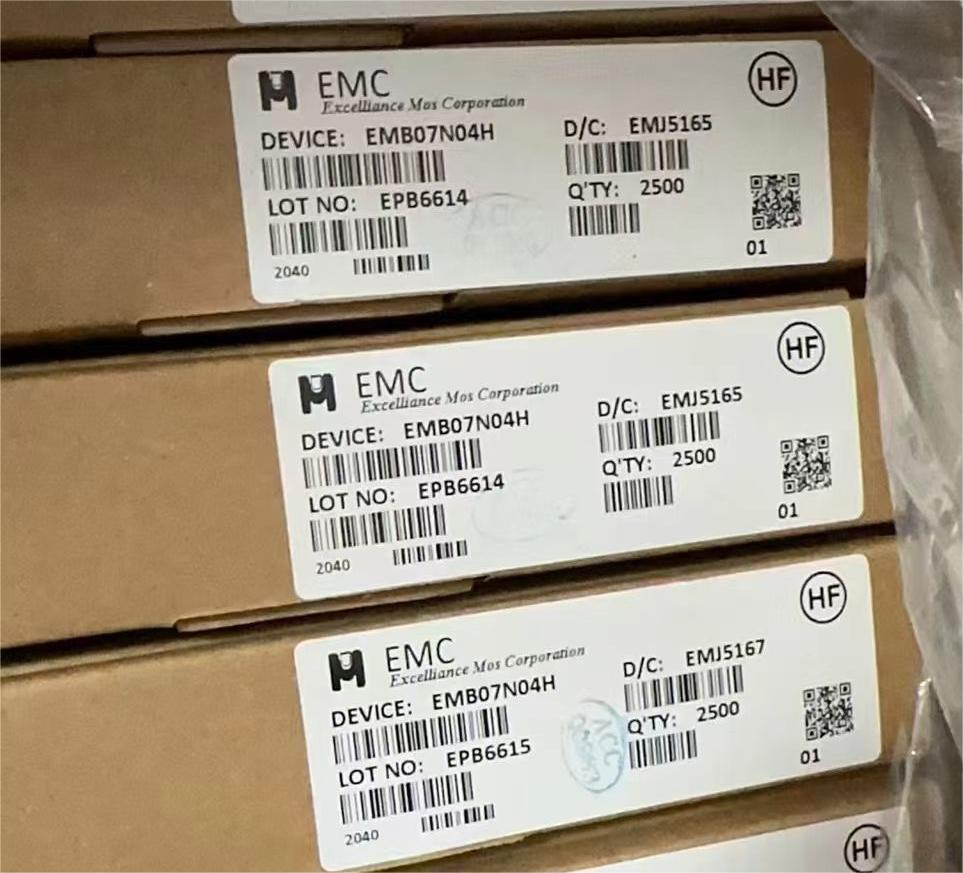 EMC
Excelliance Mos Corporation
HF
DEVICE: EMB07N04H
D/C: EMJ5165
LOT NO: EPB6614
Q'TY: 2500
2040
01
EMC
Excelliance Mos Corporation
HF
DEVICE: EMB07N04H
D/C: EMJ5165
LOT NO: EPB6614
Q'TY: 2500
2040
01
EMC
Excelliance Mos Corporation
HF
DEVICE: EMB07N04H
D/C: EMJ5167
LOT NO: EPB6615
Q'TY: 2500
ACC
2040
01
HF